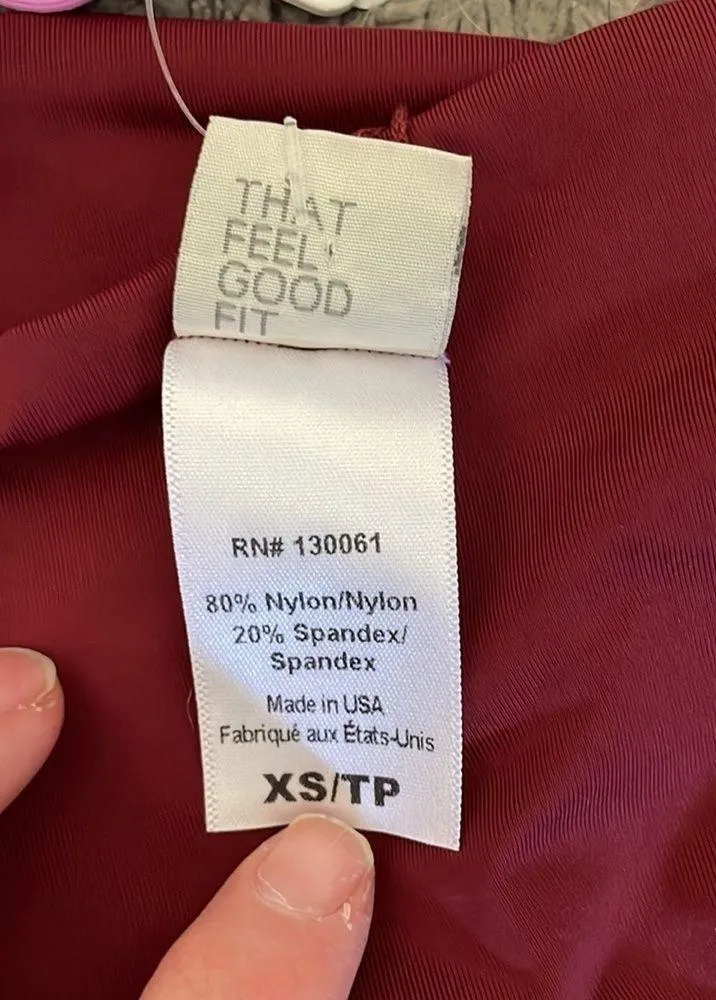 THAT
FEEL
GOOD
FIT
RN# 130061
80% Nylon/Nylon
20% Spandex/
Spandex
Made in USA
Fabriqué aux États-Unis
XS/TP